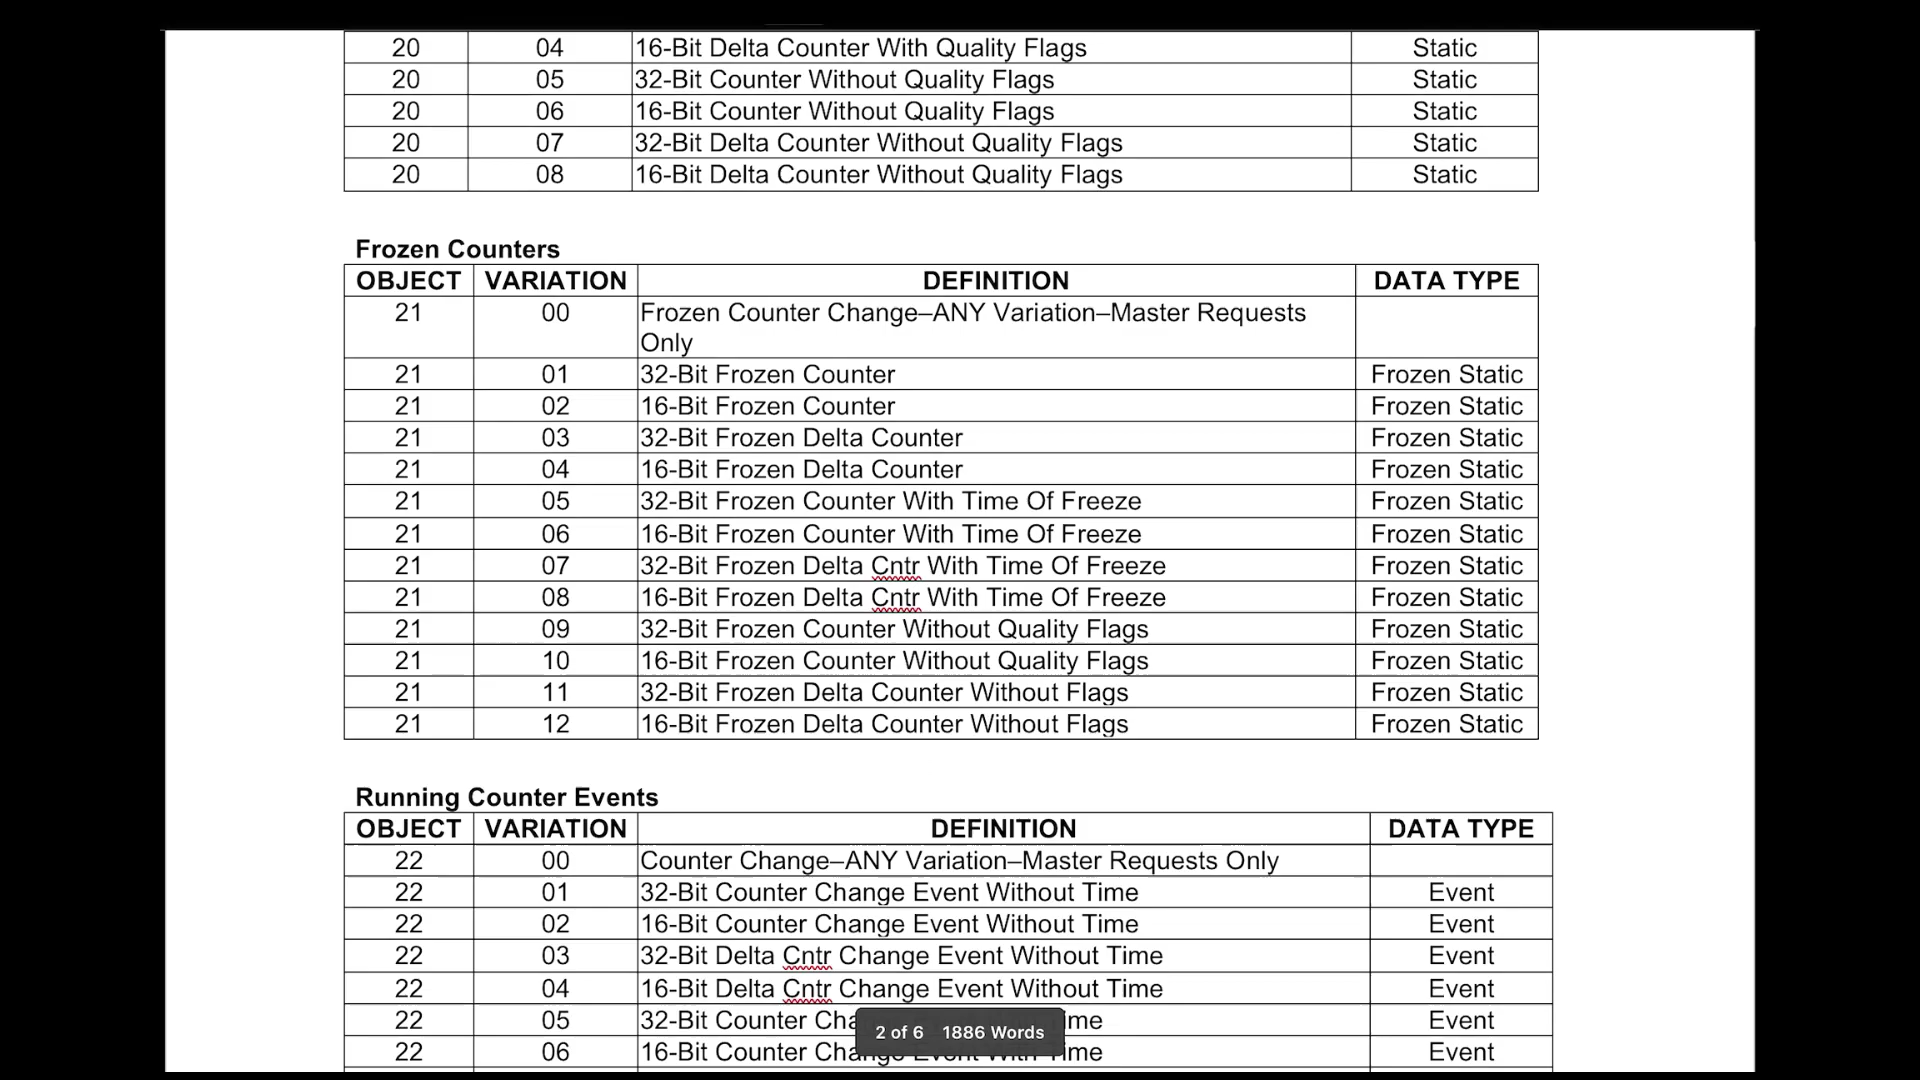 20 04 16-Bit Delta Counter With Quality Flags Static
20 05 32-Bit Counter Without Quality Flags Static
20 06 16-Bit Counter Without Quality Flags Static
20 07 32-Bit Delta Counter Without Quality Flags Static
20 08 16-Bit Delta Counter Without Quality Flags Static
Frozen Counters
OBJECT VARIATION DEFINITION DATA TYPE
21 00 Frozen Counter Change–ANY Variation–Master Requests
Only
21 01 32-Bit Frozen Counter Frozen Static
21 02 16-Bit Frozen Counter Frozen Static
21 03 32-Bit Frozen Delta Counter Frozen Static
21 04 16-Bit Frozen Delta Counter Frozen Static
21 05 32-Bit Frozen Counter With Time Of Freeze Frozen Static
21 06 16-Bit Frozen Counter With Time Of Freeze Frozen Static
21 07 32-Bit Frozen Delta Cntr With Time Of Freeze Frozen Static
21 08 16-Bit Frozen Delta Cntr With Time Of Freeze Frozen Static
21 09 32-Bit Frozen Counter Without Quality Flags Frozen Static
21 10 16-Bit Frozen Counter Without Quality Flags Frozen Static
21 11 32-Bit Frozen Delta Counter Without Flags Frozen Static
21 12 16-Bit Frozen Delta Counter Without Flags Frozen Static
Running Counter Events
OBJECT VARIATION DEFINITION DATA TYPE
22 00 Counter Change–ANY Variation–Master Requests Only
22 01 32-Bit Counter Change Event Without Time Event
22 02 16-Bit Counter Change Event Without Time Event
22 03 32-Bit Delta Cntr Change Event Without Time Event
22 04 16-Bit Delta Cntr Change Event Without Time Event
22 05 32-Bit Counter Event
2 of 6 1886 Words
22 06 16-Bit Counter Change Event With Time Event